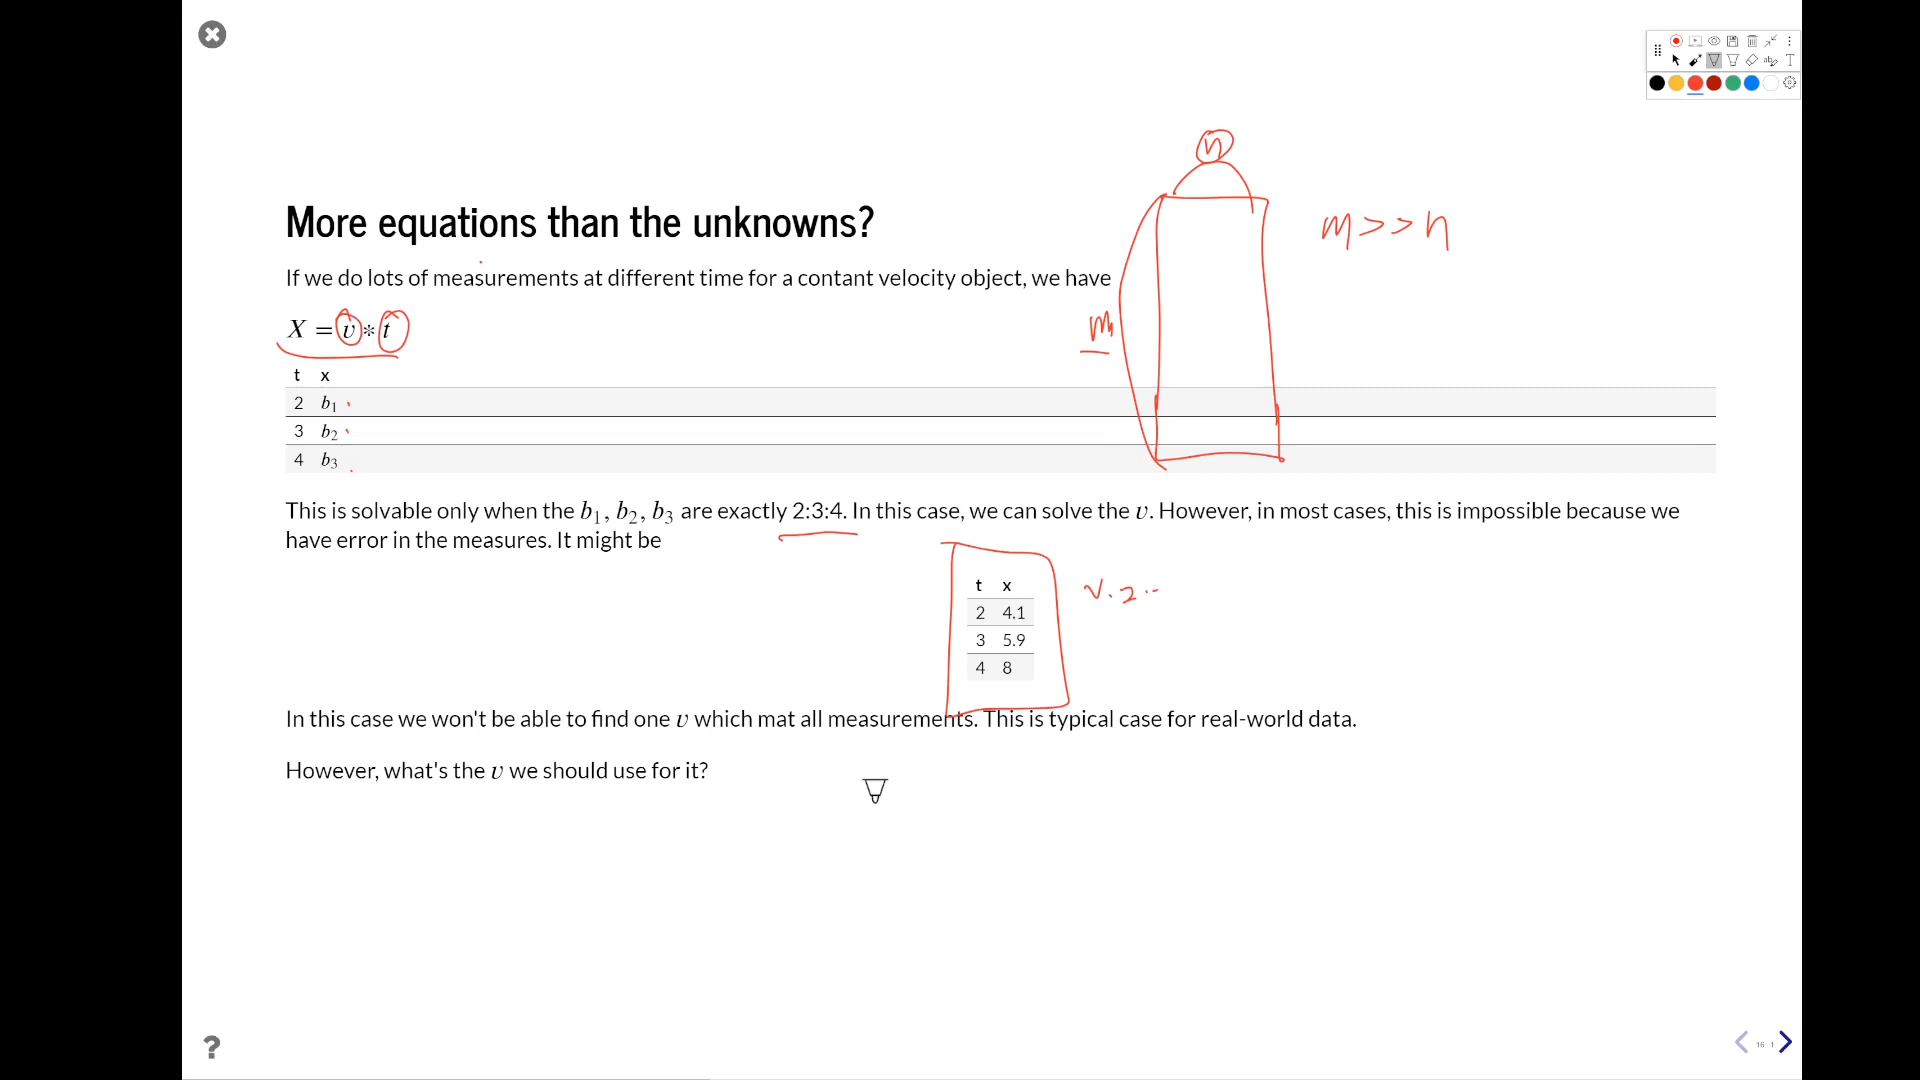 n
More equations than the unknowns?
m>>n
If we do lots of measurements at different time for a contant velocity object, we have
X = v * t
m
t x
2 b1
3 b2
4 b3
This is solvable only when the b1, b2, b3 are exactly 2:3:4. In this case, we can solve the v. However, in most cases, this is impossible because we
have error in the measures. It might be
t x
v. 2 ..
2 4.1
3 5.9
4 8
In this case we won't be able to find one v which mat all measurements. This is typical case for real-world data.
However, what's the v we should use for it?
?
16 1